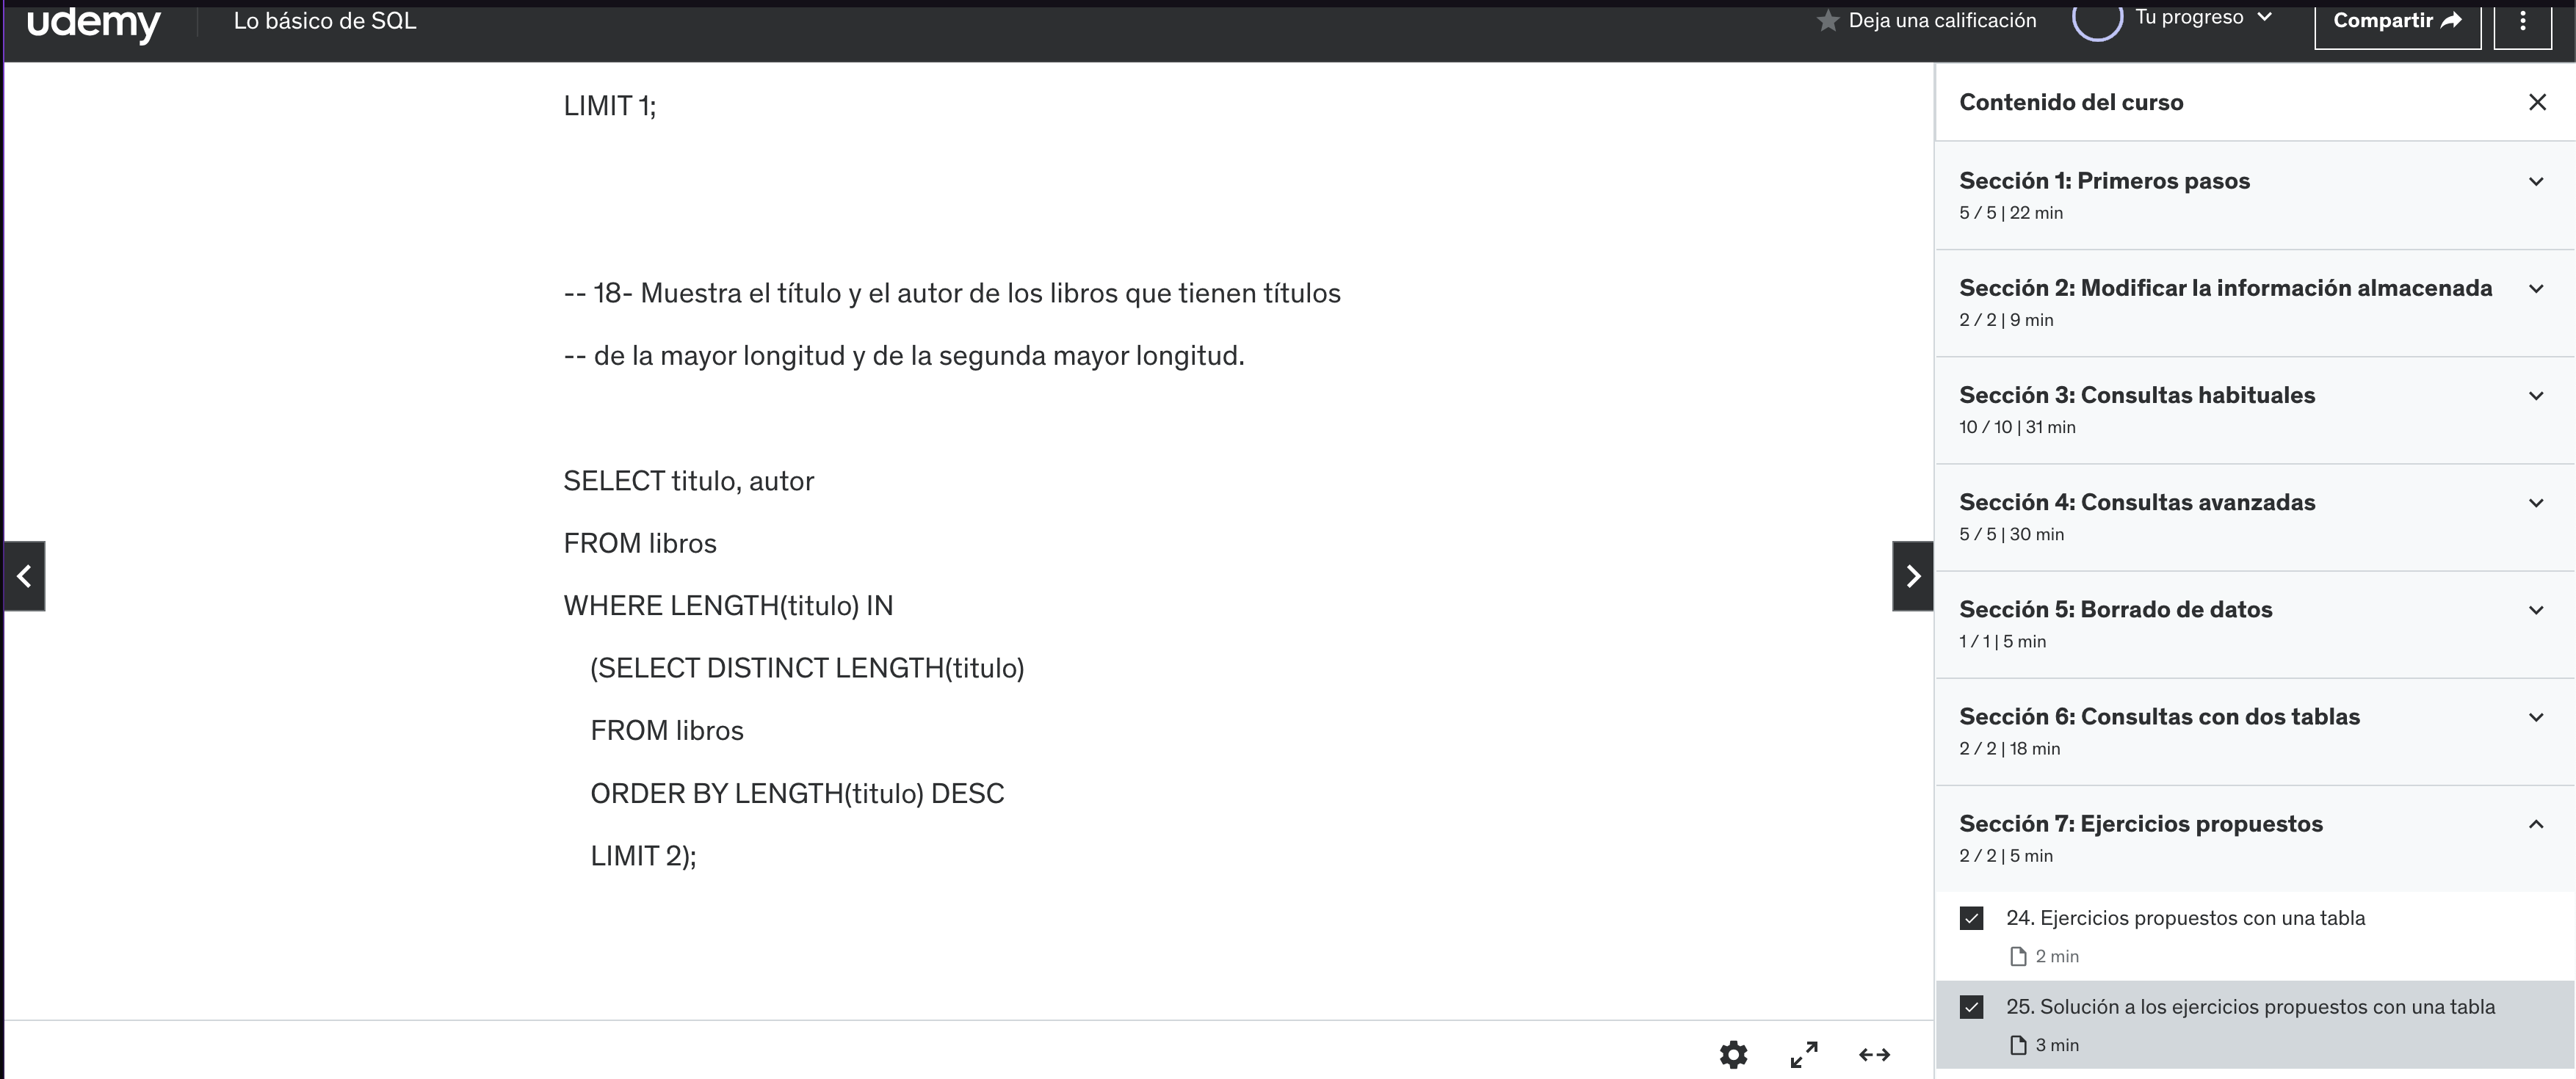 udemy
Lo básico de SQL
Deja una calificación
Tu progreso
Compartir
LIMIT 1;
-- 18- Muestra el título y el autor de los libros que tienen títulos
-- de la mayor longitud y de la segunda mayor longitud.
SELECT titulo, autor
FROM libros
WHERE LENGTH(titulo) IN
(SELECT DISTINCT LENGTH(titulo)
FROM libros
ORDER BY LENGTH(titulo) DESC
LIMIT 2);
Contenido del curso
Sección 1: Primeros pasos
5 / 5 | 22 min
Sección 2: Modificar la información almacenada
2 / 2 | 9 min
Sección 3: Consultas habituales
10 / 10 | 31 min
Sección 4: Consultas avanzadas
5 / 5 | 30 min
Sección 5: Borrado de datos
1 / 1 | 5 min
Sección 6: Consultas con dos tablas
2 / 2 | 18 min
Sección 7: Ejercicios propuestos
2 / 2 | 5 min
24. Ejercicios propuestos con una tabla
2 min
25. Solución a los ejercicios propuestos con una tabla
3 min